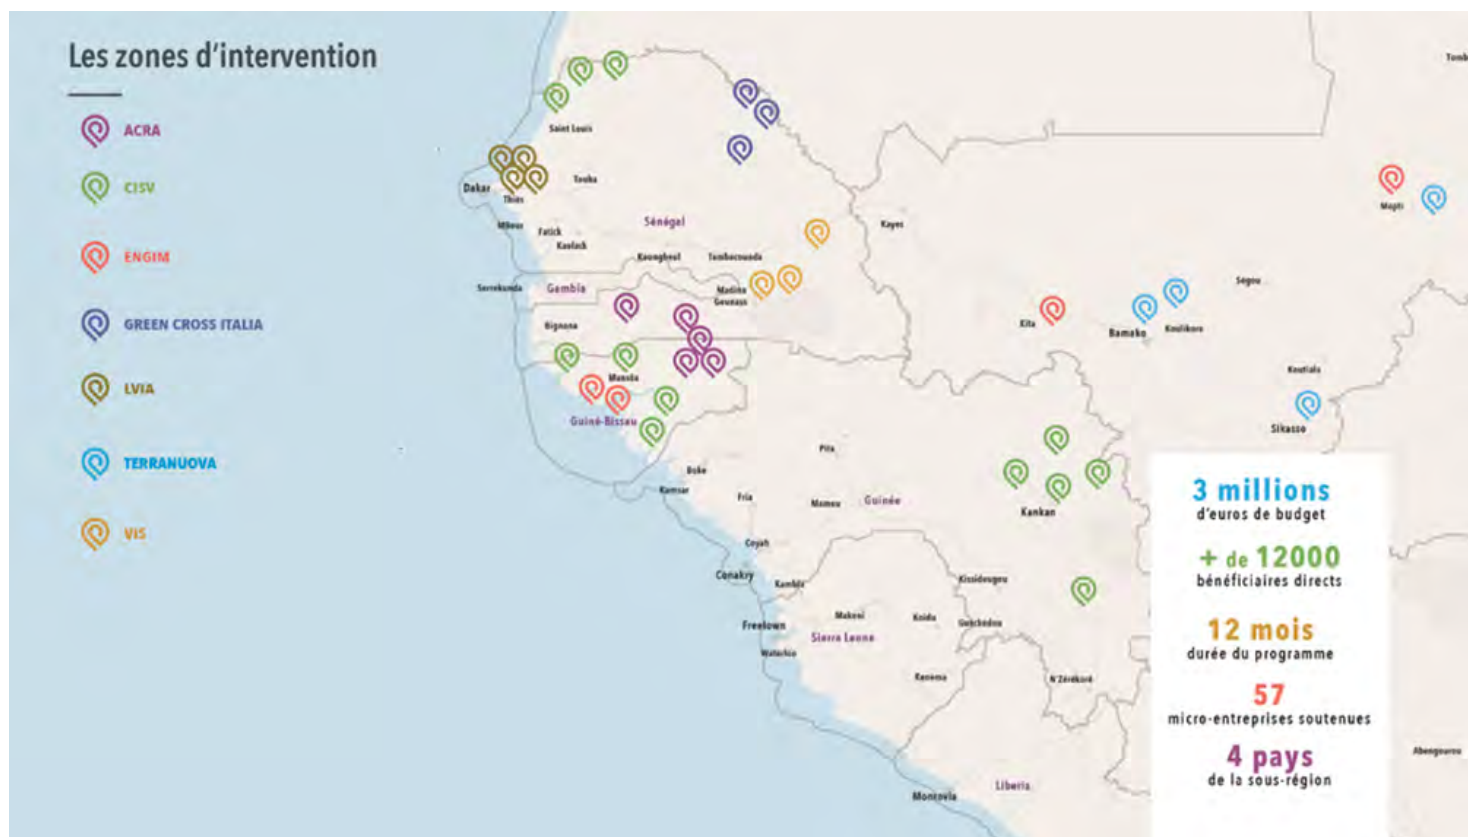 Les zones d'intervention
ACRA
CISV
ENGIM
GREEN CROSS ITALIA
LVIA
TERRANUOVA
VIS
Saint Louis
Dakar
Thiès
Touba
Mbour
Fatick
Kaolack
Sénégal
Koungheul
Tambacounda
Kayes
Mopti
Serrekunda
Gambia
Madina
Gounass
Bignona
Mansôa
Guiné-Bissau
Kita
Bamako
Koulikoro
Ségou
Koutiala
Sikasso
Boke
Kamsar
Pita
Fria
Mamou
Guinée
Kankan
Coyah
Conakry
Kambia
Kissidougou
Freetown
Waterloo
Makeni
Koidu
Guéckédou
Sierra Leone
Kenema
N'Zérékoré
Monrovia
Liberia
Abengourou
3 millions
d'euros de budget
+ de 12000
bénéficiaires directs
12 mois
durée du programme
57
micro-entreprises soutenues
4 pays
de la sous-région